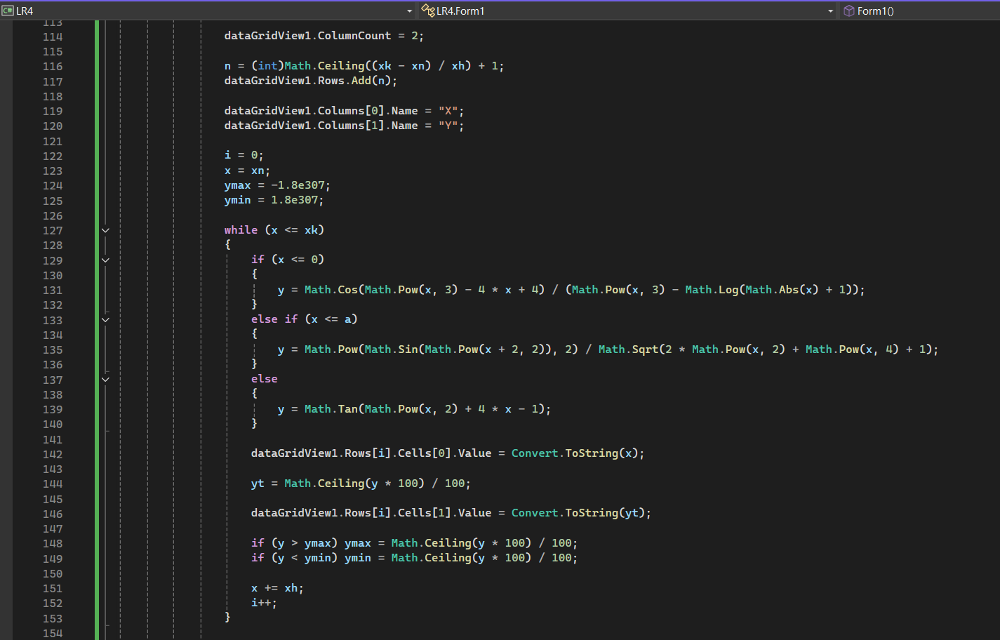 C# LR4 LR4.Form1 Form1()
113
114 dataGridView1.ColumnCount = 2;
115
116 n = (int)Math.Ceiling((xk - xn) / xh) + 1;
117 dataGridView1.Rows.Add(n);
118
119 dataGridView1.Columns[0].Name = "X";
120 dataGridView1.Columns[1].Name = "Y";
121
122 i = 0;
123 x = xn;
124 ymax = -1.8e307;
125 ymin = 1.8e307;
126
127 while (x <= xk)
128 {
129 if (x <= 0)
130 {
131 y = Math.Cos(Math.Pow(x, 3) - 4 * x + 4) / (Math.Pow(x, 3) - Math.Log(Math.Abs(x) + 1));
132 }
133 else if (x <= a)
134 {
135 y = Math.Pow(Math.Sin(Math.Pow(x + 2, 2)), 2) / Math.Sqrt(2 * Math.Pow(x, 2) + Math.Pow(x, 4) + 1);
136 }
137 else
138 {
139 y = Math.Tan(Math.Pow(x, 2) + 4 * x - 1);
140 }
141
142 dataGridView1.Rows[i].Cells[0].Value = Convert.ToString(x);
143
144 yt = Math.Ceiling(y * 100) / 100;
145
146 dataGridView1.Rows[i].Cells[1].Value = Convert.ToString(yt);
147
148 if (y > ymax) ymax = Math.Ceiling(y * 100) / 100;
149 if (y < ymin) ymin = Math.Ceiling(y * 100) / 100;
150
151 x += xh;
152 i++;
153 }
154